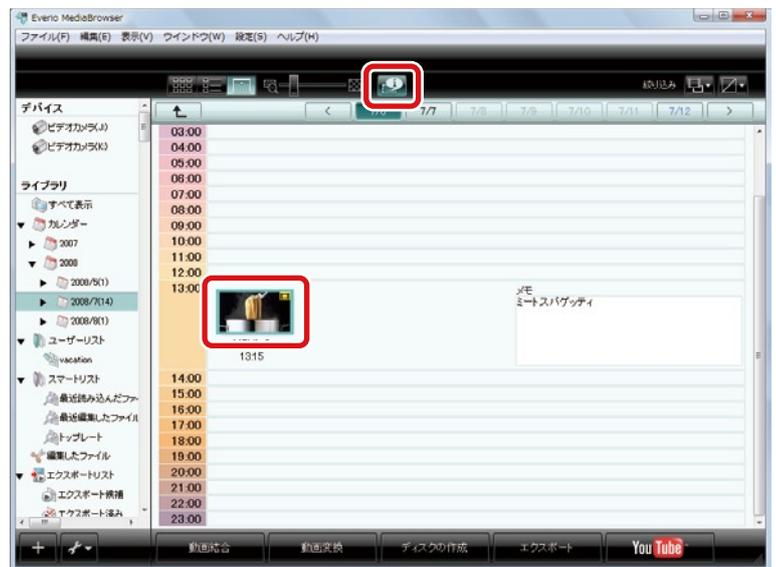 Everio MediaBrowser
ファイル(F) 編集(E) 表示(V) ウインドウ(W) 設定(S) ヘルプ(H)
絞り込み
デバイス
ビデオカメラ(J)
ビデオカメラ(K)
ライブラリ
すべて表示
カレンダー
2007
2008
2008/5(1)
2008/7(14)
2008/8(1)
ユーザーリスト
vacation
スマートリスト
最近読み込んだファ
最近編集したファイル
トップレート
編集したファイル
エクスポートリスト
エクスポート候補
エクスポート済み
< 7/7 7/8 7/9 7/10 7/11 7/12 >
03:00
04:00
05:00
06:00
07:00
08:00
09:00
10:00
11:00
12:00
13:00
13:15
メモ
ミートスパゲッティ
14:00
15:00
16:00
17:00
18:00
19:00
20:00
21:00
22:00
23:00
動画結合 動画変換 ディスクの作成 エクスポート YouTube